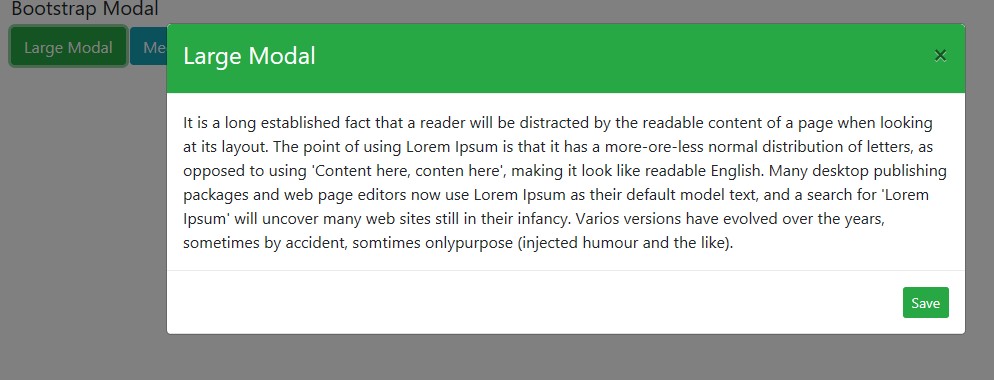 Bootstrap Modal
Large Modal
Me
Large Modal
×
It is a long established fact that a reader will be distracted by the readable content of a page when looking
at its layout. The point of using Lorem Ipsum is that it has a more-ore-less normal distribution of letters, as
opposed to using 'Content here, conten here', making it look like readable English. Many desktop publishing
packages and web page editors now use Lorem Ipsum as their default model text, and a search for 'Lorem
Ipsum' will uncover many web sites still in their infancy. Varios versions have evolved over the years,
sometimes by accident, somtimes onlypurpose (injected humour and the like).
Save